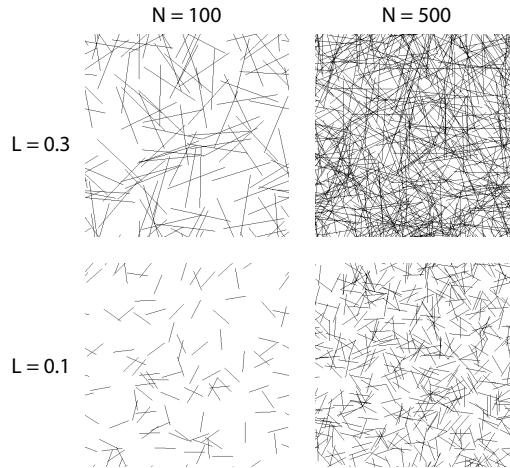 N = 100
N = 500
L = 0.3
L = 0.1